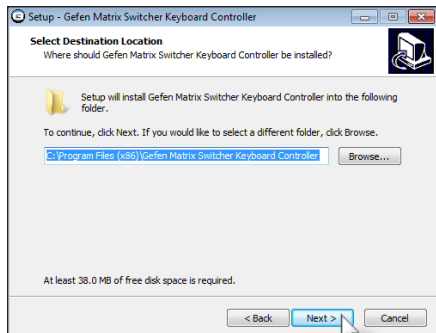 Setup - Gefen Matrix Switcher Keyboard Controller
Select Destination Location
Where should Gefen Matrix Switcher Keyboard Controller be installed?
Setup will install Gefen Matrix Switcher Keyboard Controller into the following
folder.
To continue, click Next. If you would like to select a different folder, click Browse.
C:\Program Files (x86)\Gefen Matrix Switcher Keyboard Controller
Browse...
At least 38.0 MB of free disk space is required.
< Back
Next >
Cancel